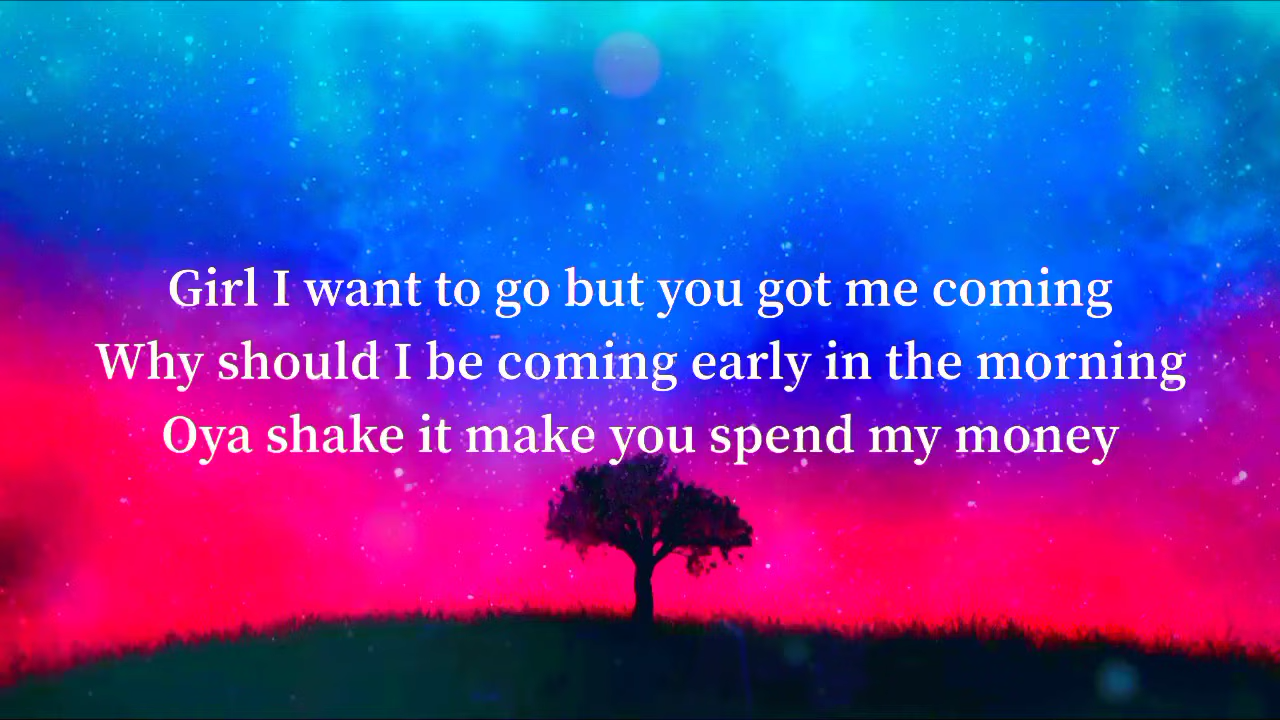 Girl I want to go but you got me coming
Why should I be coming early in the morning
Oya shake it make you spend my money